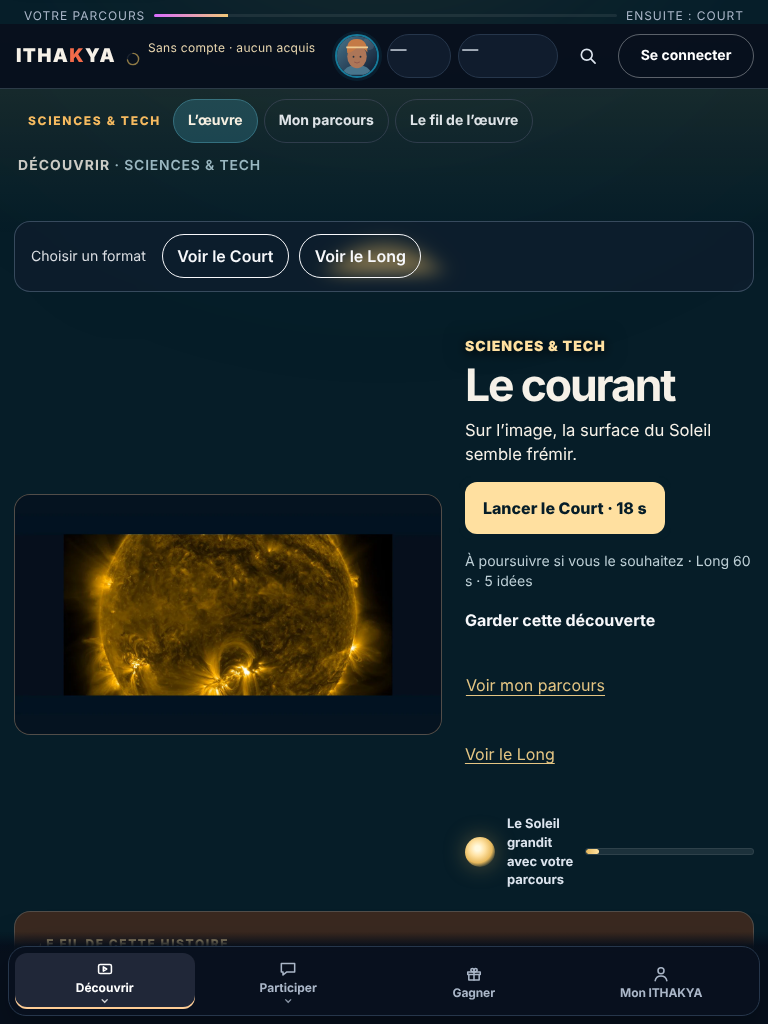 VOTRE PARCOURS
ENSUITE : COURT
ITHAKYA
Sans compte · aucun acquis
—
—
Se connecter
SCIENCES & TECH
L’œuvre
Mon parcours
Le fil de l’œuvre
DÉCOUVRIR · SCIENCES & TECH
Choisir un format
Voir le Court
Voir le Long
SCIENCES & TECH
Le courant
Sur l’image, la surface du Soleil
semble frémir.
Lancer le Court · 18 s
À poursuivre si vous le souhaitez · Long 60
s · 5 idées
Garder cette découverte
Voir mon parcours
Voir le Long
Le Soleil
grandit
avec votre
parcours
E FIL DE CETTE HISTOIRE
Découvrir
Participer
Gagner
Mon ITHAKYA